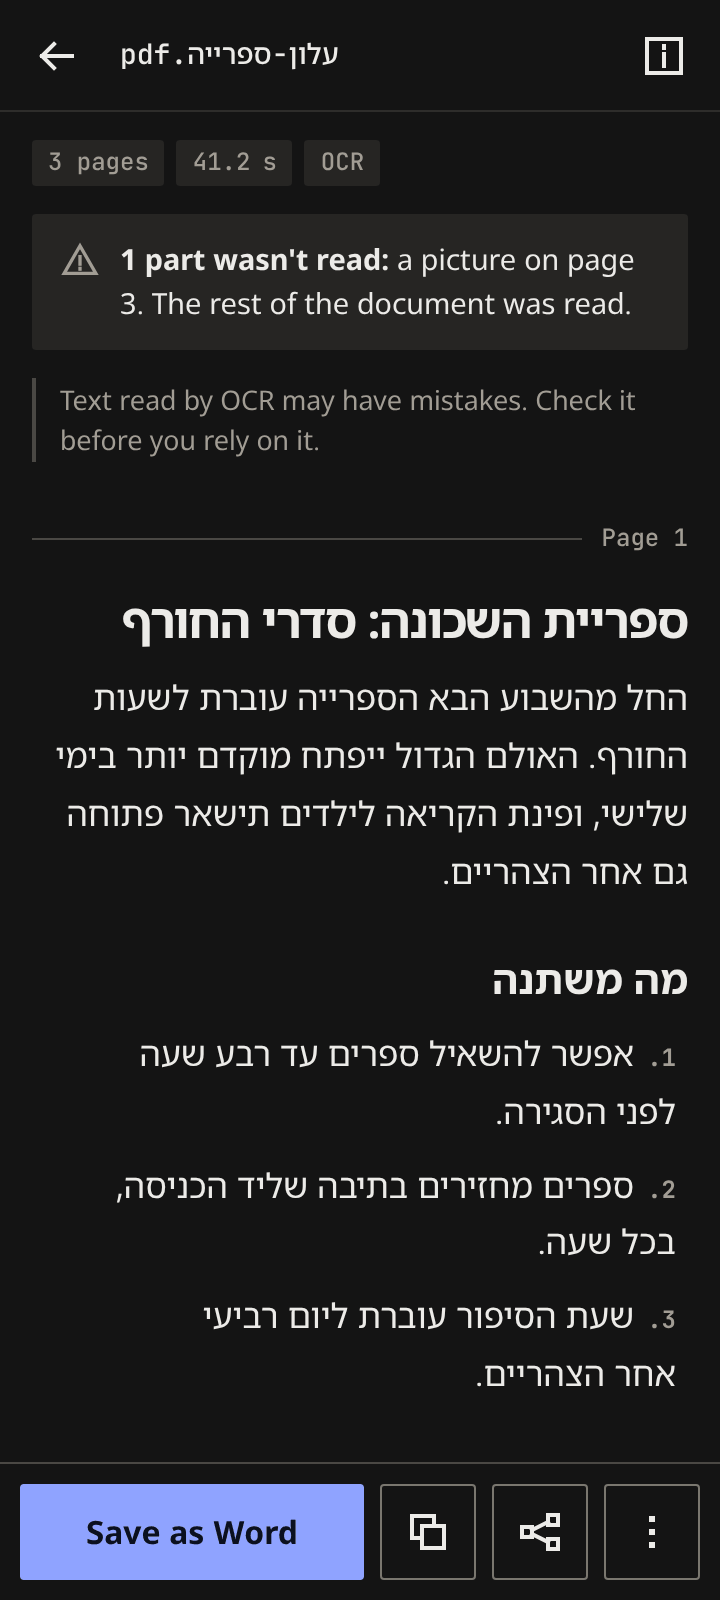 עלון-ספרייה.pdf
3 pages
41.2 s
OCR
1 part wasn't read: a picture on page
3. The rest of the document was read.
Text read by OCR may have mistakes. Check it
before you rely on it.
Page 1
ספריית השכונה: סדרי החורף
החל מהשבוע הבא הספרייה עוברת לשעות
החורף. האולם הגדול ייפתח מוקדם יותר בימי
שלישי, ופינת הקריאה לילדים תישאר פתוחה
גם אחר הצהריים.
מה משתנה
1. אפשר להשאיל ספרים עד רבע שעה
לפני הסגירה.
2. ספרים מחזירים בתיבה שליד הכניסה,
בכל שעה.
3. שעת הסיפור עוברת ליום רביעי
אחר הצהריים.
Save as Word